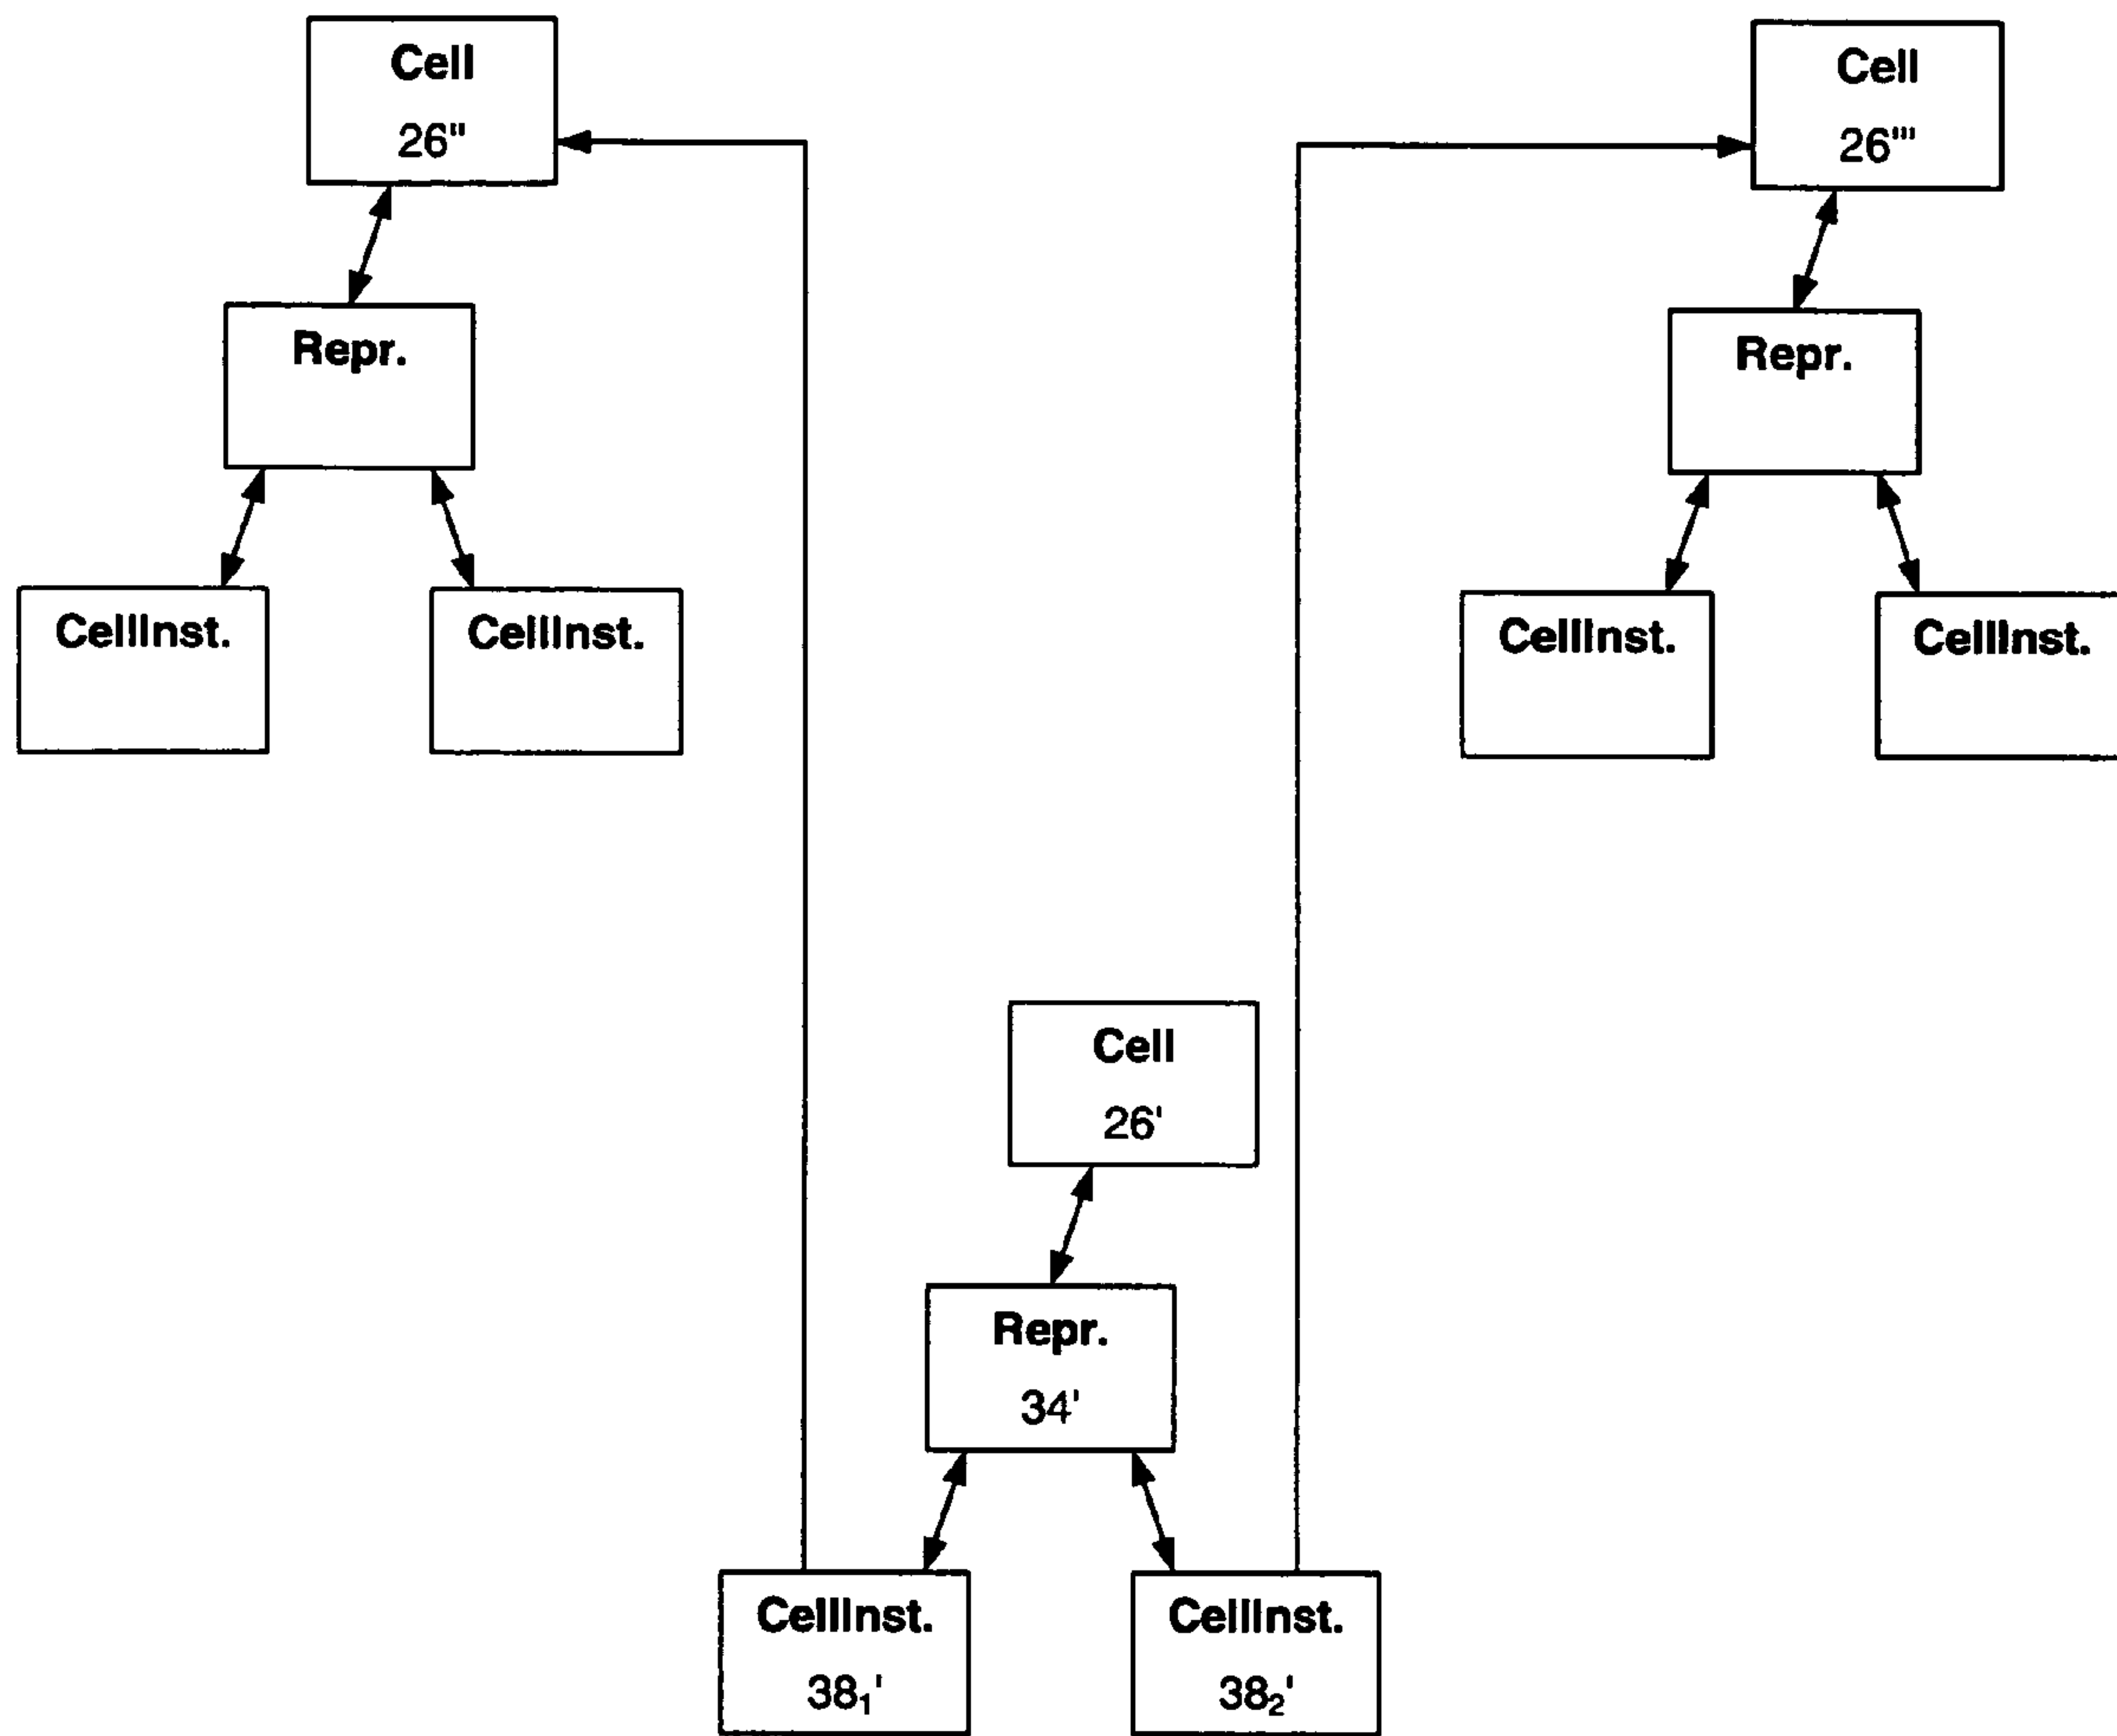 Cell
26"
Cell
26'"
Repr.
Repr.
CellInst.
CellInst.
CellInst.
CellInst.
Cell
26'
Repr.
34'
CellInst.
38₁'
CellInst.
38₂'